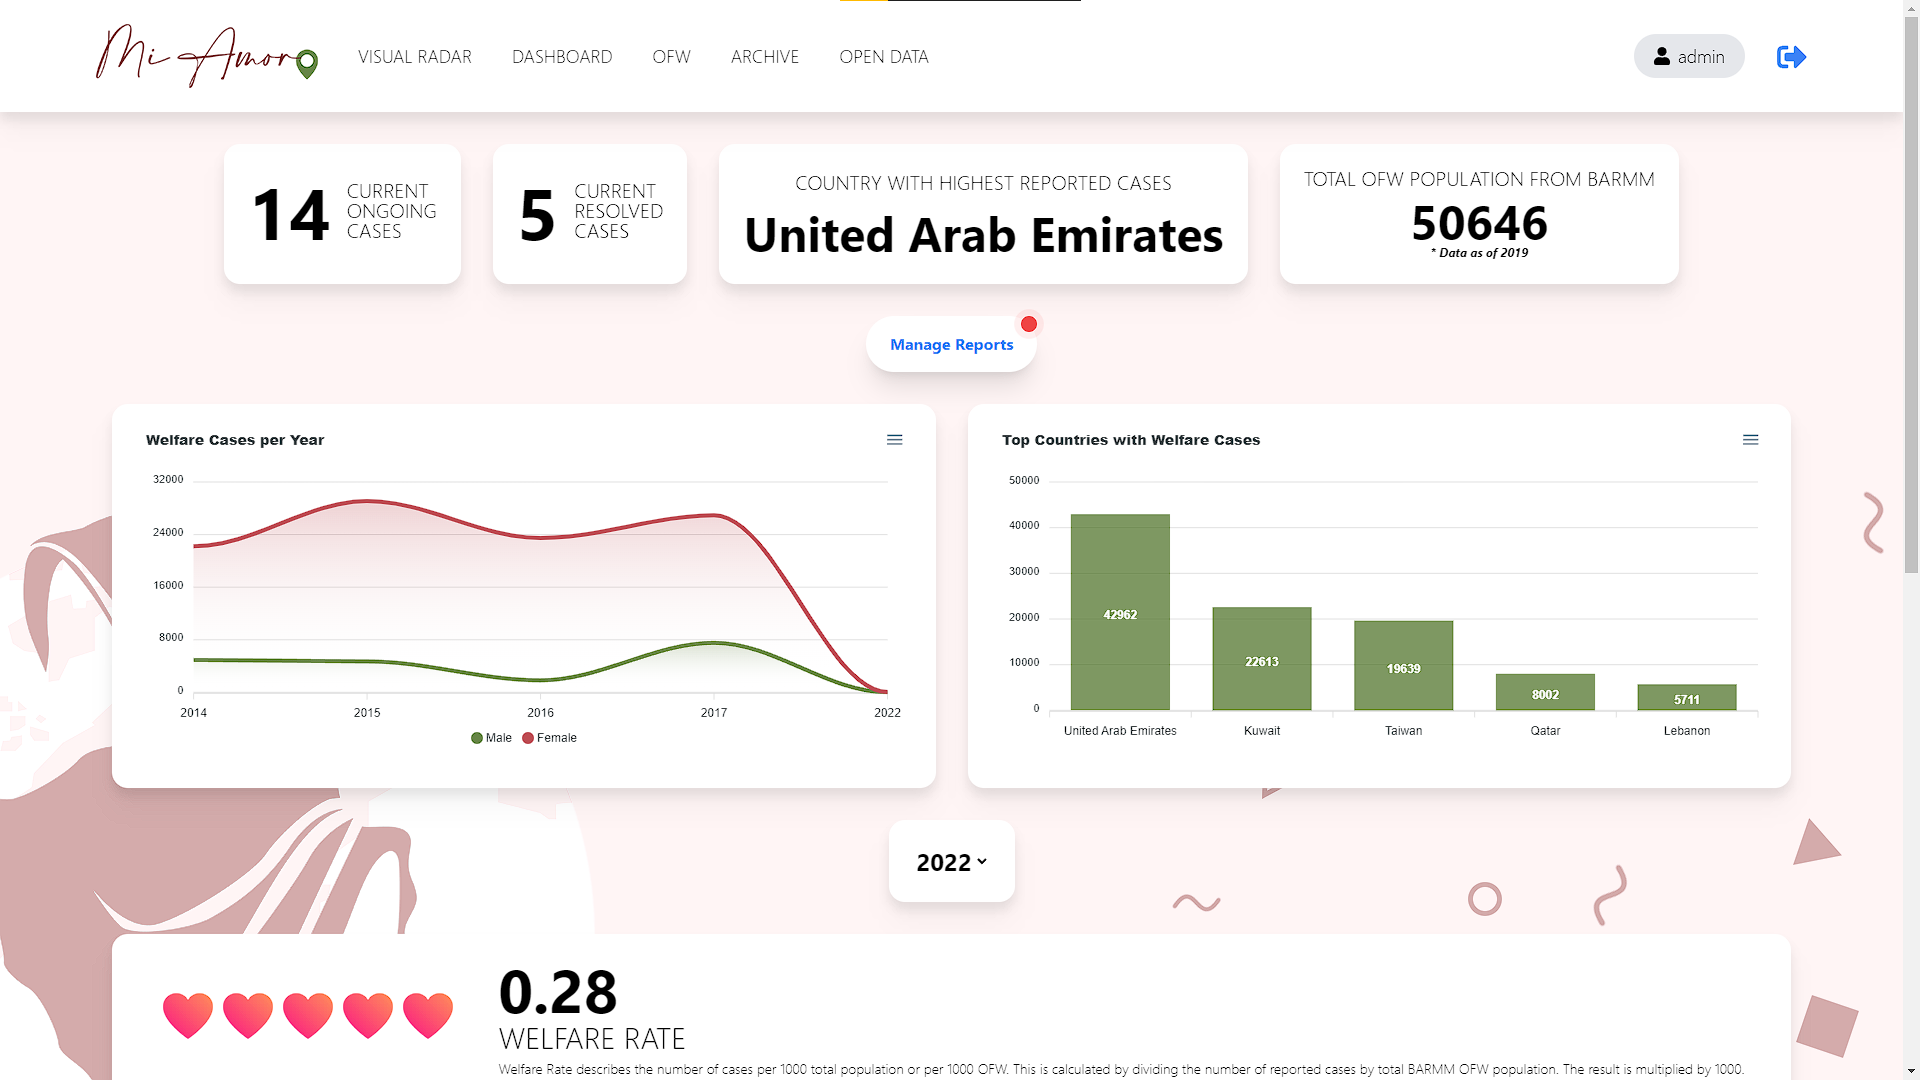 Mi Amor
VISUAL RADAR
DASHBOARD
OFW
ARCHIVE
OPEN DATA
admin
14
CURRENT
ONGOING
CASES
5
CURRENT
RESOLVED
CASES
COUNTRY WITH HIGHEST REPORTED CASES
United Arab Emirates
TOTAL OFW POPULATION FROM BARMM
50646
* Data as of 2019
Manage Reports
Welfare Cases per Year
32000
24000
16000
8000
0
2014 2015 2016 2017 2022
Male Female
Top Countries with Welfare Cases
50000
40000
30000
20000
10000
0
42962
22613
19639
8002
5711
United Arab Emirates Kuwait Taiwan Qatar Lebanon
2022
0.28
WELFARE RATE
Welfare Rate describes the number of cases per 1000 total population or per 1000 OFW. This is calculated by dividing the number of reported cases by total BARMM OFW population. The result is multiplied by 1000.